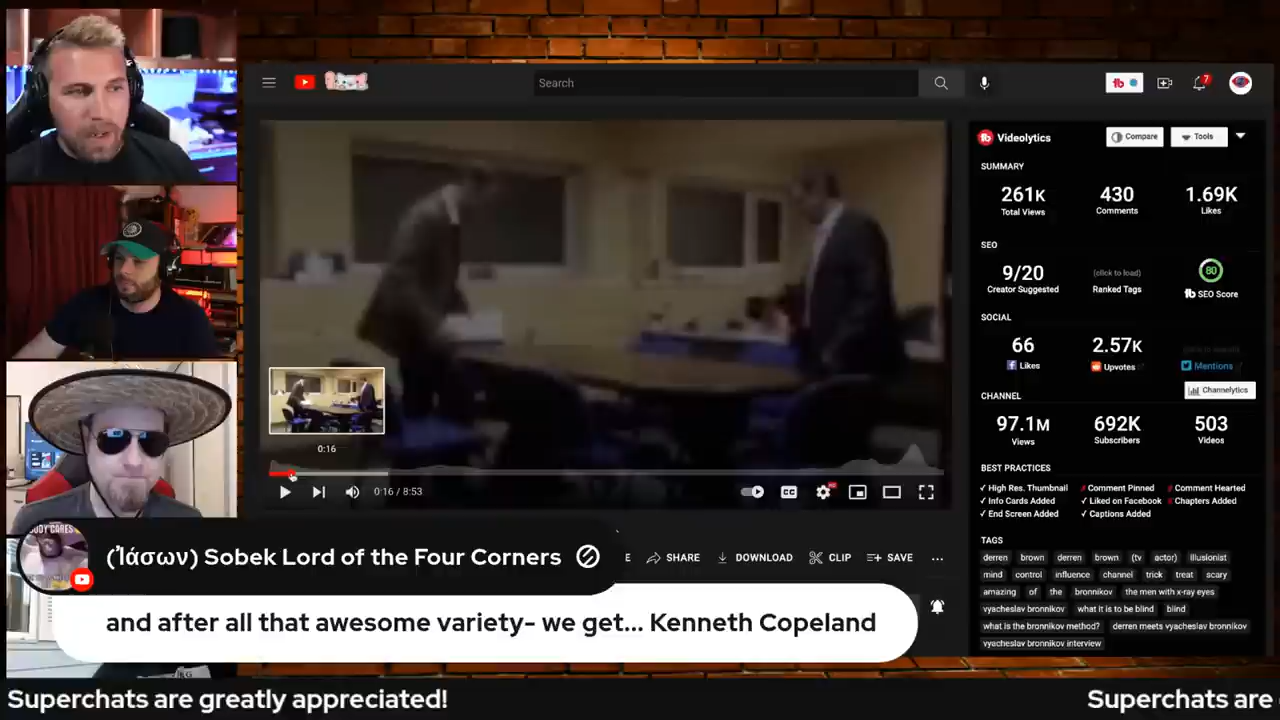 Search
7
Videolytics
Compare
Tools
SUMMARY
261K
430
1.69K
Total Views
Comments
Likes
SEO
9/20
(click to load)
80
Creator Suggested
Ranked Tags
SEO Score
SOCIAL
66
2.57K
Likes
Upvotes
Mentions
Channelytics
CHANNEL
97.1M
692K
503
Views
Subscribers
Videos
BEST PRACTICES
✓ High Res. Thumbnail
Comment Pinned
Comment Hearted
✓ Info Cards Added
✓ Liked on Facebook
Chapters Added
✓ End Screen Added
✓ Captions Added
TAGS
derren brown derren brown (tv actor) illusionist
mind control influence channel trick treat scary
amazing of the bronnikov the men with x-ray eyes
vyacheslav bronnikov what it is to be blind blind
what is the bronnikov method? derren meets vyacheslav bronnikov
vyacheslav bronnikov interview
0:16
0:16 / 8:53
CC
SHARE
DOWNLOAD
CLIP
SAVE
...
(Ἰάσων) Sobek Lord of the Four Corners
and after all that awesome variety- we get... Kenneth Copeland
Superchats are greatly appreciated!
Superchats are